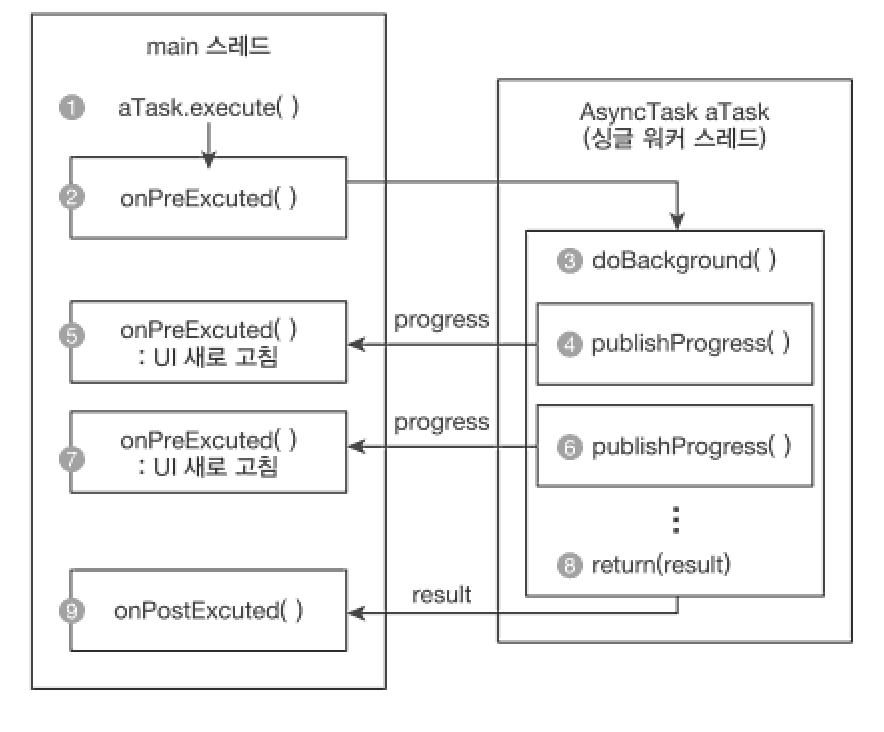 main 스레드
① aTask.execute( )
② onPreExcuted( )
AsyncTask aTask
(싱글 워커 스레드)
③ doBackground( )
④ publishProgress( )
progress
⑤ onPreExcuted( )
: UI 새로 고침
⑥ publishProgress( )
progress
⑦ onPreExcuted( )
: UI 새로 고침
⋮
⑧ return(result)
result
⑨ onPostExcuted( )